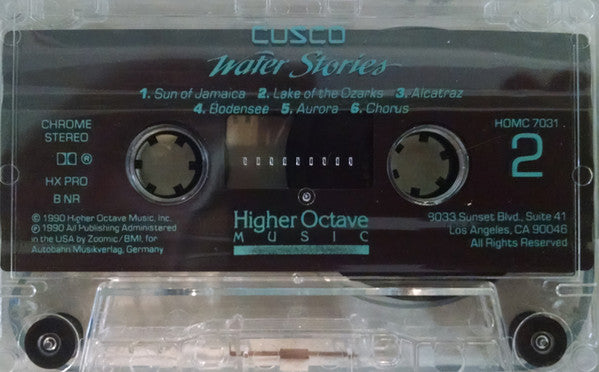 CUSCO
Water Stories
1. Sun of Jamaica 2. Lake of the Ozarks 3. Alcatraz
4. Bodensee 5. Aurora 6. Chorus
CHROME
STEREO
HX PRO
B NR
HOMC 7031
2
© 1990 Higher Octave Music, Inc.
℗ 1990 All Publishing Administered
in the USA by Zoomic/BMI, for
Autobahn Musikverlag, Germany
Higher Octave
MUSIC
9033 Sunset Blvd., Suite 41
Los Angeles, CA 90046
All Rights Reserved